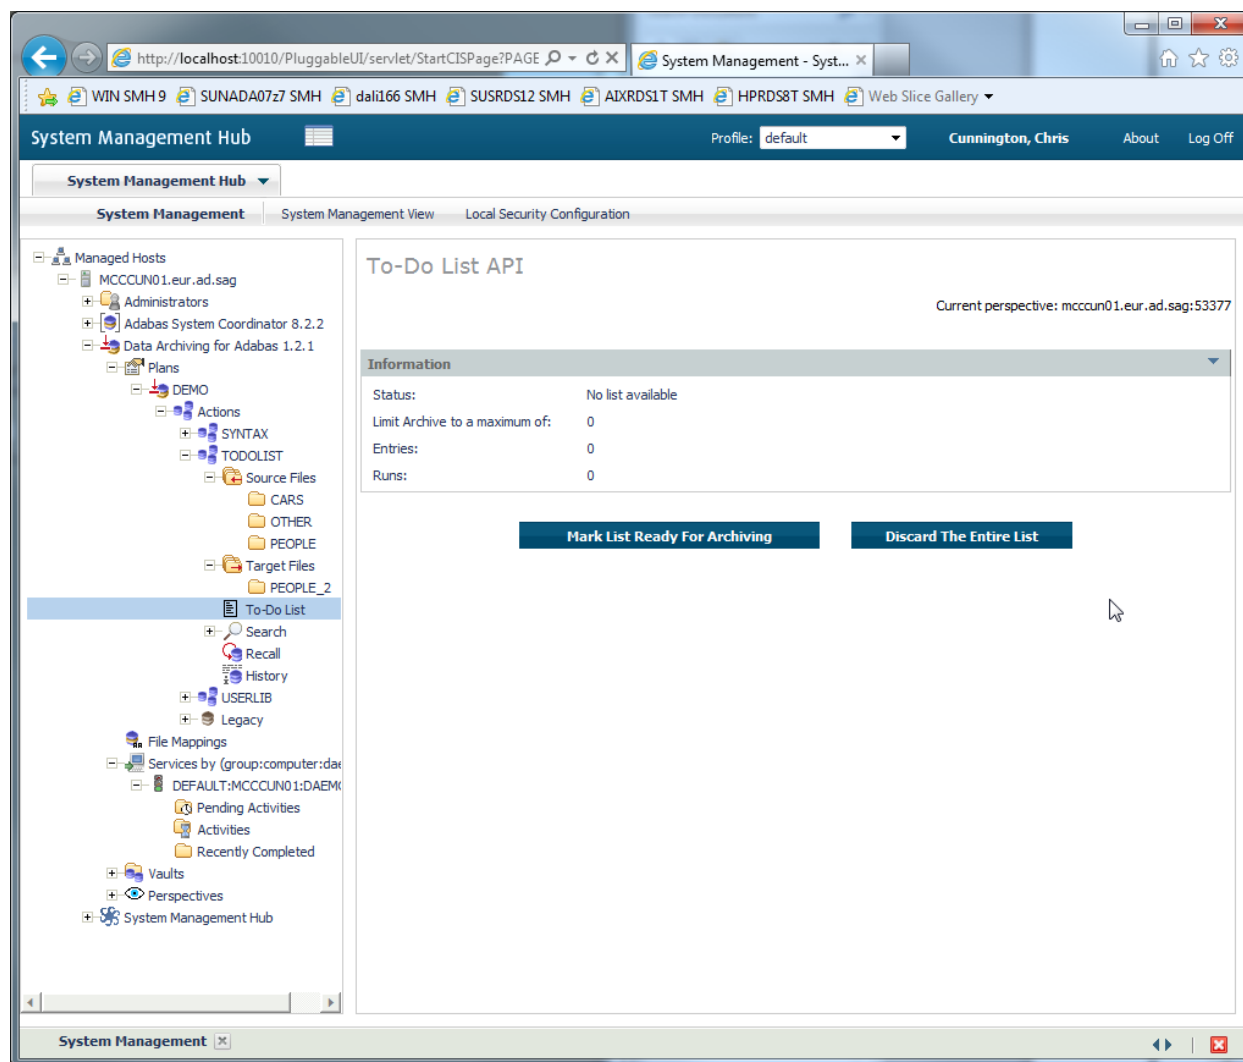 http://localhost:10010/PluggableUI/servlet/StartCISPage?PAGE
System Management - Syst...
WIN SMH 9 SUNADA07z7 SMH dali166 SMH SUSRDS12 SMH AIXRDS1T SMH HPRDS8T SMH Web Slice Gallery
System Management Hub Profile: default Cunnington, Chris About Log Off
System Management Hub
System Management System Management View Local Security Configuration
Managed Hosts
MCCCUN01.eur.ad.sag
Administrators
Adabas System Coordinator 8.2.2
Data Archiving for Adabas 1.2.1
Plans
DEMO
Actions
SYNTAX
TODOLIST
Source Files
CARS
OTHER
PEOPLE
Target Files
PEOPLE_2
To-Do List
Search
Recall
History
USERLIB
Legacy
File Mappings
Services by (group:computer:dae
DEFAULT:MCCCUN01:DAEM
Pending Activities
Activities
Recently Completed
Vaults
Perspectives
System Management Hub
To-Do List API
Current perspective: mcccun01.eur.ad.sag:53377
Information
Status: No list available
Limit Archive to a maximum of: 0
Entries: 0
Runs: 0
Mark List Ready For Archiving Discard The Entire List
System Management